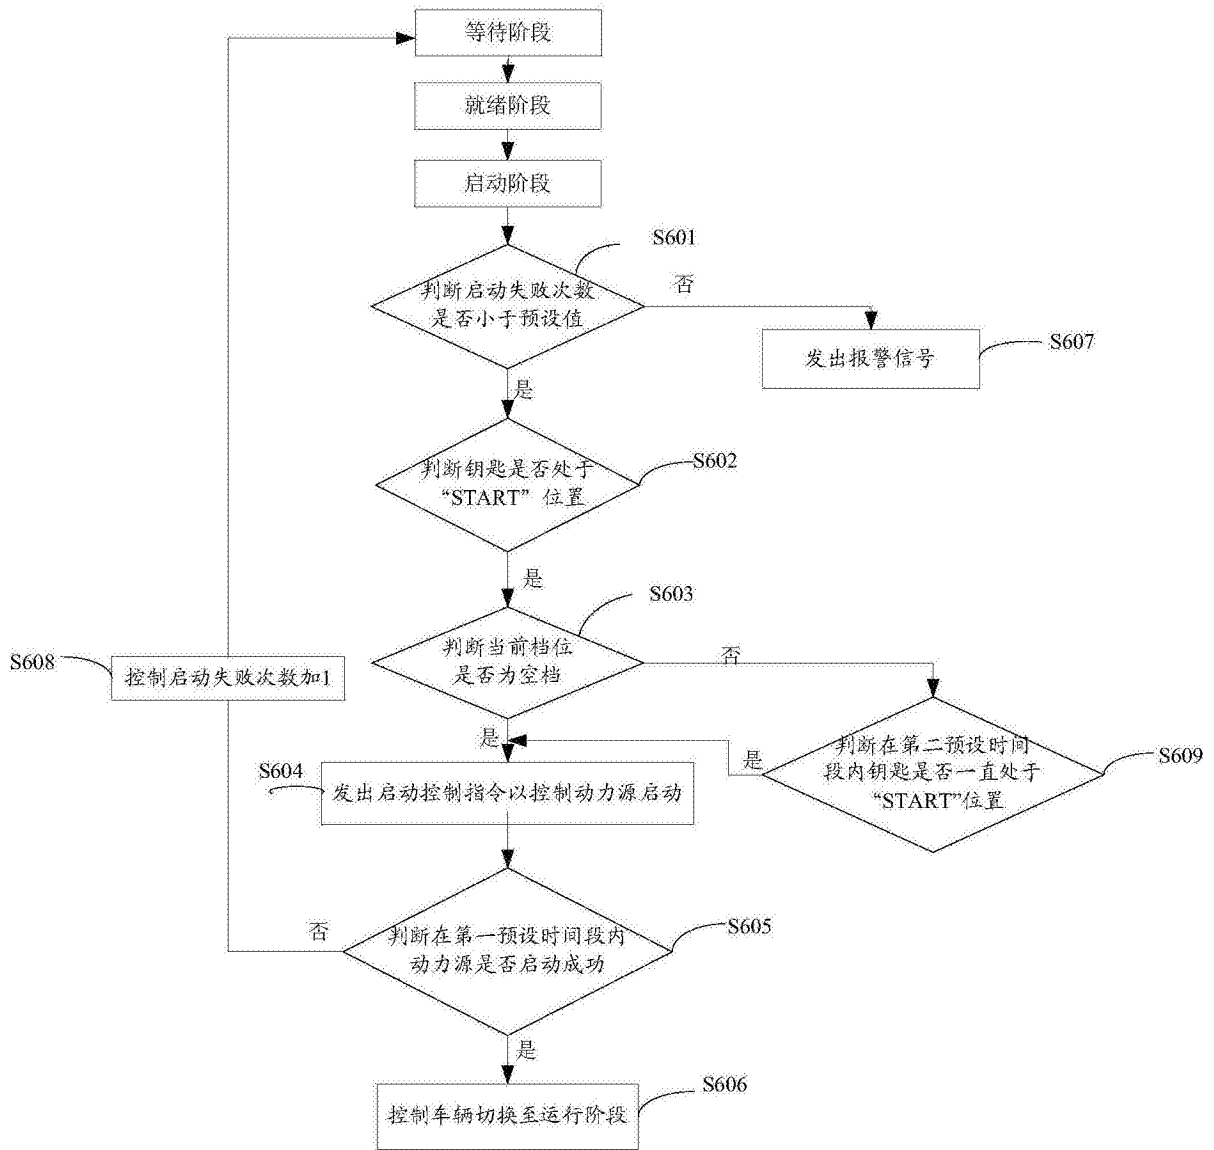 等待阶段
就绪阶段
启动阶段
S601
判断启动失败次数
是否小于预设值
否
S607
发出报警信号
是
S602
判断钥匙是否处于
“START”位置
是
S603
判断当前档位
是否为空档
否
S608
控制启动失败次数加1
是
S604
发出启动控制指令以控制动力源启动
是
判断在第二预设时间
段内钥匙是否一直处于
“START”位置
S609
否
判断在第一预设时间段内
动力源是否启动成功
S605
是
S606
控制车辆切换至运行阶段